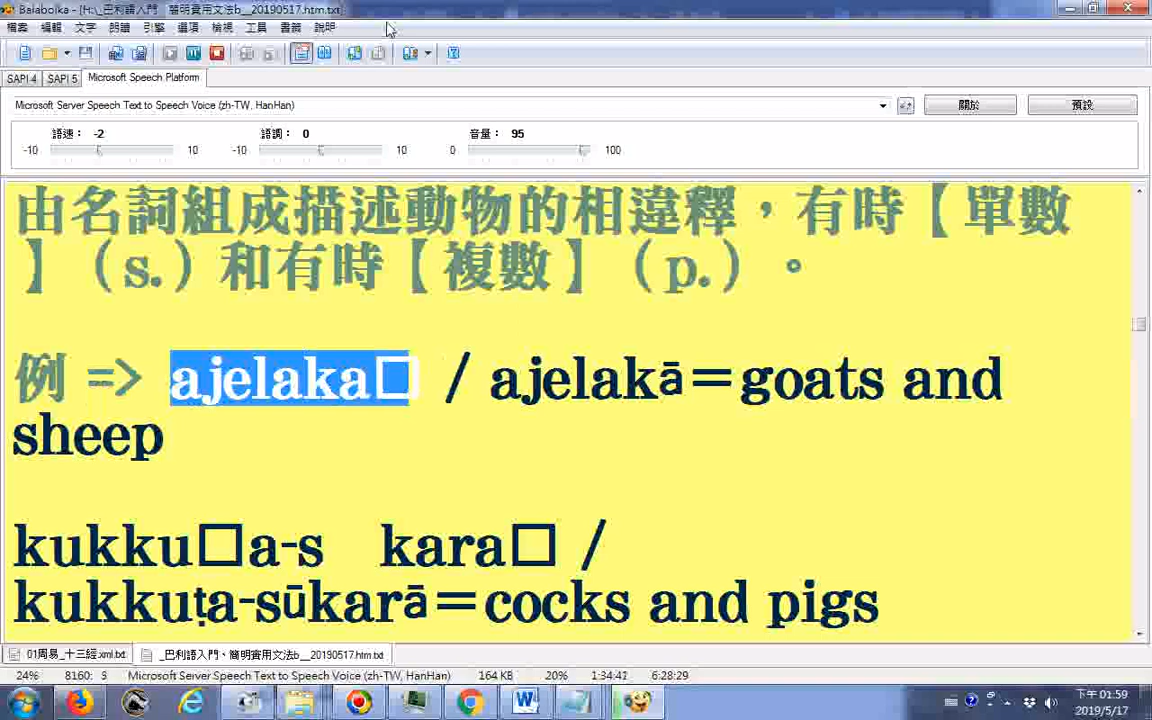 Balabolka - [H:\_巴利語入門、簡明實用文法b__20190517.htm.txt]
檔案 編輯 文字 朗讀 引擎 選項 檢視 工具 書籤 說明
SAPI 4 SAPI 5 Microsoft Speech Platform
Microsoft Server Speech Text to Speech Voice (zh-TW, HanHan) 關於 預設
語速： -2 語調： 0 音量： 95
-10 10 -10 10 0 100
由名詞組成描述動物的相違釋，有時【單數
】（s.）和有時【複數】（p.）。
例 => ajelaka□ / ajelakā＝goats and
sheep
kukku□a-s kara□ /
kukkuṭa-sūkarā＝cocks and pigs
01周易_十三經.xml.txt _巴利語入門、簡明實用文法b__20190517.htm.txt
24% 8160: 3 Microsoft Server Speech Text to Speech Voice (zh-TW, HanHan) 164 KB 20% 1:34:41 6:28:29
下午 01:59
2019/5/17